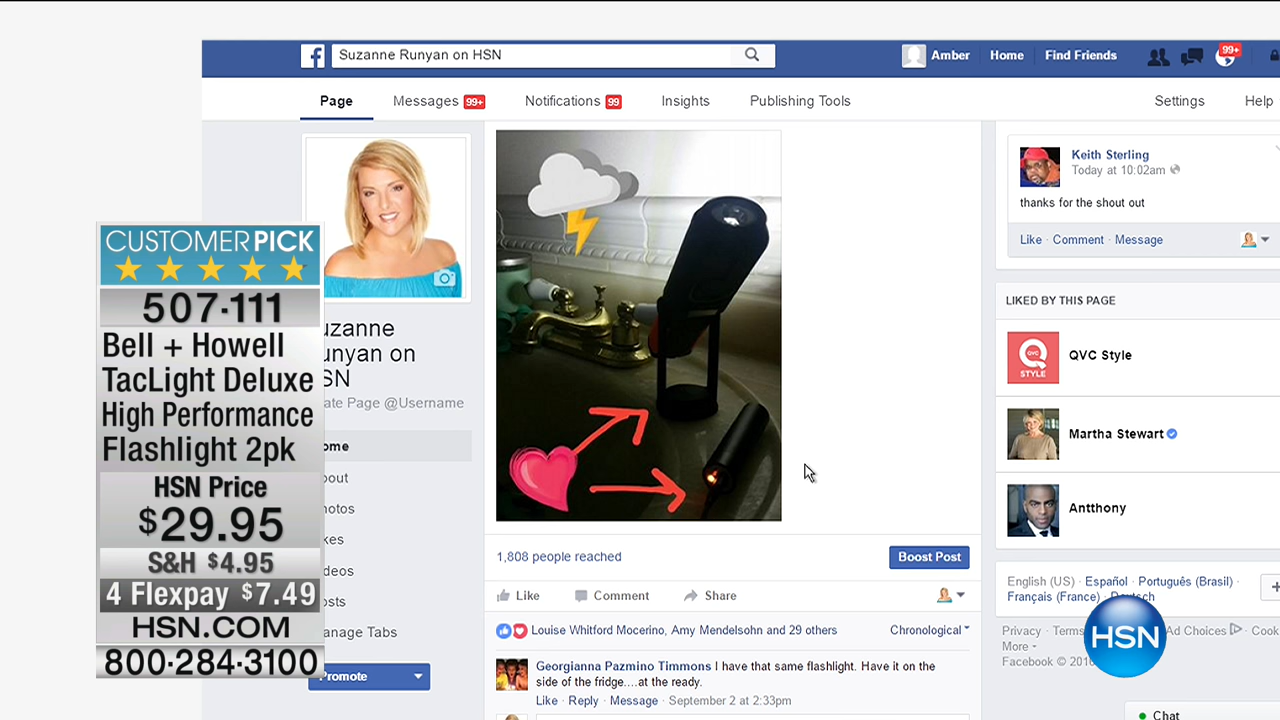 Suzanne Runyan on HSN
Amber
Home
Find Friends
99+
Page
Messages 99+
Notifications 99
Insights
Publishing Tools
Settings
Help
CUSTOMER PICK
507-111
Bell + Howell
TacLight Deluxe
High Performance
Flashlight 2pk
HSN Price
$29.95
S&H $4.95
4 Flexpay $7.49
HSN.COM
800-284-3100
uzanne
unyan on
SN
ate Page @Username
ome
out
otos
kes
deos
osts
anage Tabs
Promote
1,808 people reached
Boost Post
Like
Comment
Share
Louise Whitford Mocerino, Amy Mendelsohn and 29 others
Chronological
Georgianna Pazmino Timmons I have that same flashlight. Have it on the
side of the fridge....at the ready.
Like · Reply · Message · September 2 at 2:33pm
Keith Sterling
Today at 10:02am
thanks for the shout out
Like · Comment · Message
LIKED BY THIS PAGE
Q
QVC
STYLE
QVC Style
Martha Stewart
Antthony
English (US) · Español · Português (Brasil) ·
Français (France) · Deutsch
Privacy · Terms
Ad Choices
Cook
More
Facebook © 2016
HSN
Chat